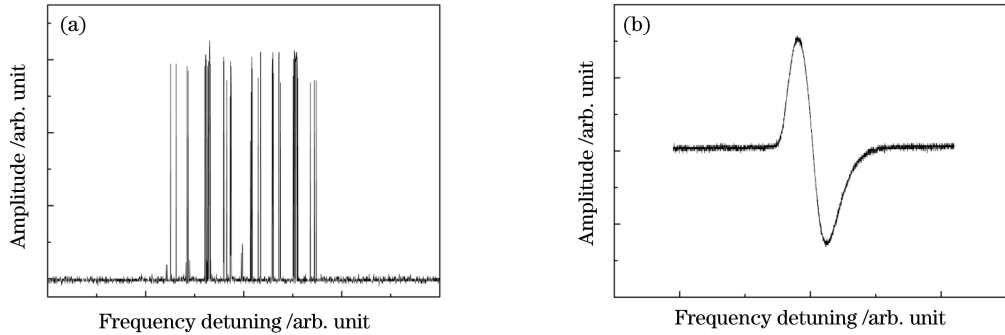 (a)
Amplitude /arb. unit
Frequency detuning /arb. unit
(b)
Amplitude /arb. unit
Frequency detuning /arb. unit